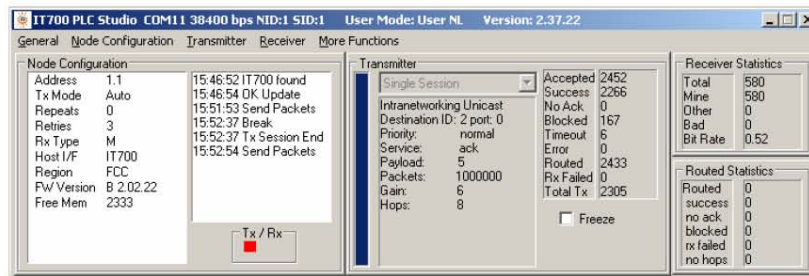 IT700 PLC Studio COM11 38400 bps NID:1 SID:1 User Mode: User NL Version: 2.37.22
General Node Configuration Transmitter Receiver More Functions
Node Configuration
Address 1.1
Tx Mode Auto
Repeats 0
Retries 3
Rx Type M
Host I/F IT700
Region FCC
FW Version B 2.02.22
Free Mem 2333
15:46:52 IT700 found
15:46:54 OK Update
15:51:53 Send Packets
15:52:37 Break
15:52:37 Tx Session End
15:52:54 Send Packets
Tx / Rx
Transmitter
Single Session
Intranetworking Unicast
Destination ID: 2 port: 0
Priority: normal
Service: ack
Payload: 5
Packets: 1000000
Gain: 6
Hops: 8
Accepted 2452
Success 2266
No Ack 0
Blocked 167
Timeout 6
Error 0
Routed 2433
Rx Failed 0
Total Tx 2305
Freeze
Receiver Statistics
Total 580
Mine 580
Other 0
Bad 0
Bit Rate 0.52
Routed Statistics
Routed 0
success 0
no ack 0
blocked 0
rx failed 0
no hops 0